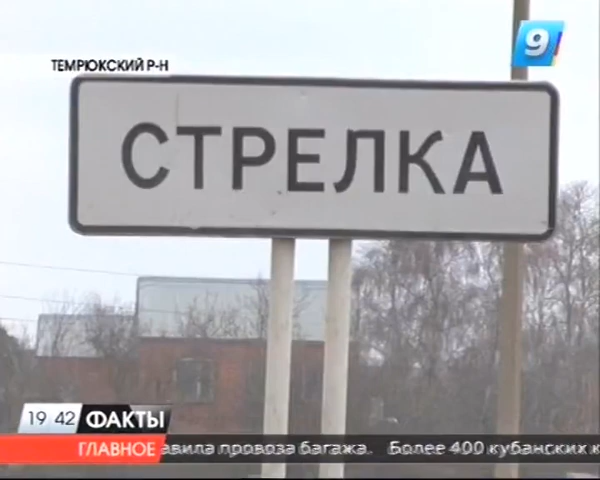 9
ТЕМРЮКСКИЙ Р-Н
СТРЕЛКА
19 42 ФАКТЫ
ГЛАВНОЕ авила провоза багажа. Более 400 кубанских к